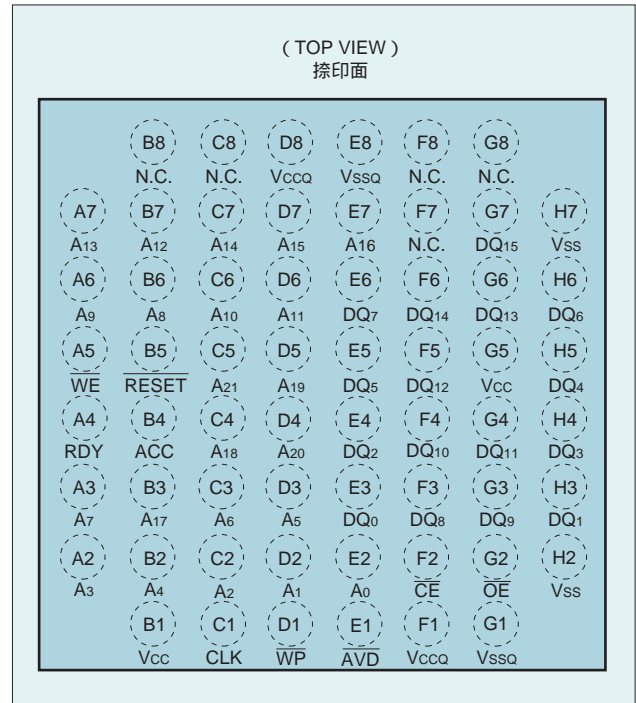 ( TOP VIEW )
捺印面
B8 C8 D8 E8 F8 G8
N.C. N.C. VCCQ VSSQ N.C. N.C.
A7 B7 C7 D7 E7 F7 G7 H7
A13 A12 A14 A15 A16 N.C. DQ15 VSS
A6 B6 C6 D6 E6 F6 G6 H6
A9 A8 A10 A11 DQ7 DQ14 DQ13 DQ6
A5 B5 C5 D5 E5 F5 G5 H5
WE RESET A21 A19 DQ5 DQ12 VCC DQ4
A4 B4 C4 D4 E4 F4 G4 H4
RDY ACC A18 A20 DQ2 DQ10 DQ11 DQ3
A3 B3 C3 D3 E3 F3 G3 H3
A7 A17 A6 A5 DQ0 DQ8 DQ9 DQ1
A2 B2 C2 D2 E2 F2 G2 H2
A3 A4 A2 A1 A0 CE OE VSS
B1 C1 D1 E1 F1 G1
VCC CLK WP AVD VCCQ VSSQ